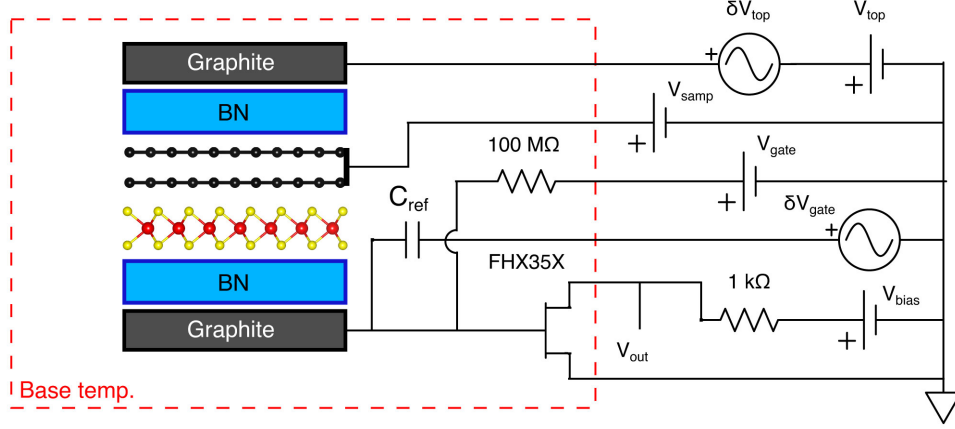 δV_top
V_top
Graphite
BN
V_samp
+
+
+
100 MΩ
V_gate
+
C_ref
δV_gate
+
BN
FHX35X
1 kΩ
V_bias
+
Graphite
V_out
Base temp.